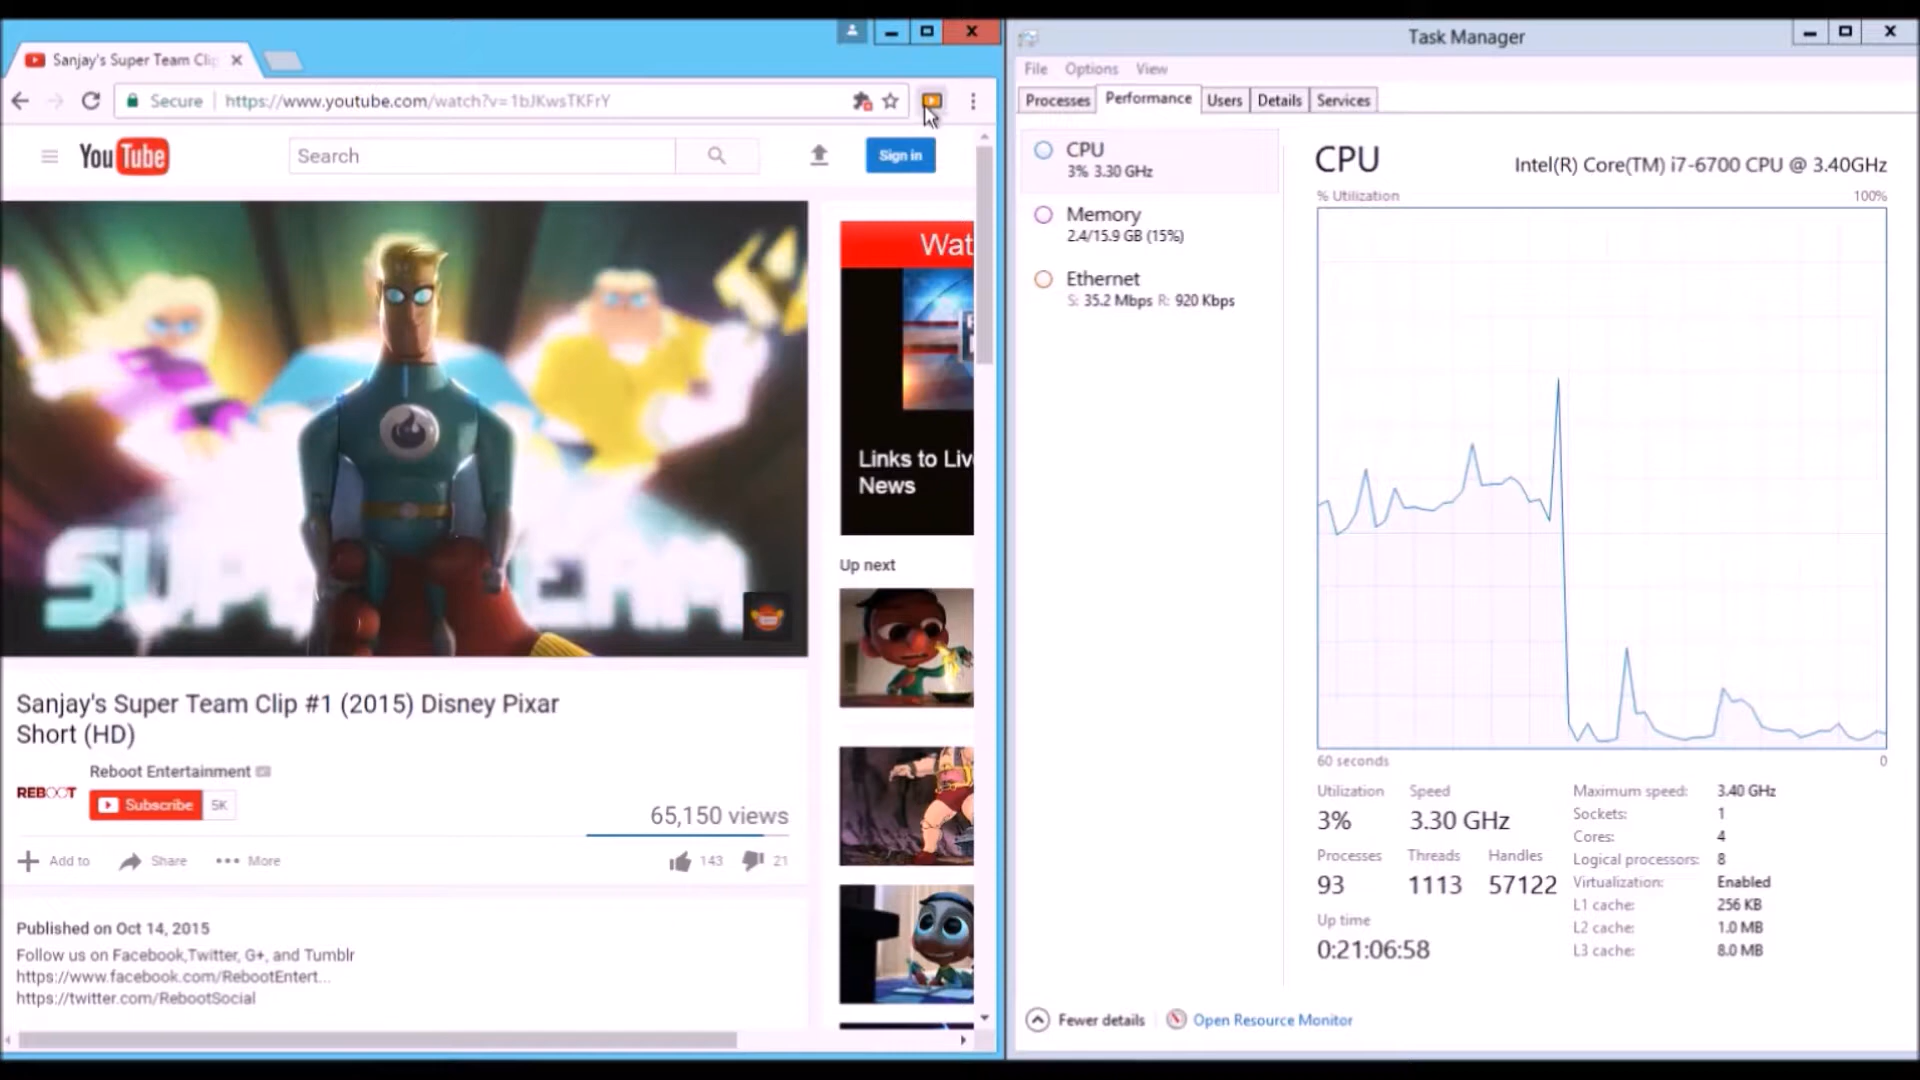 Sanjay's Super Team Cli
Secure
https://www.youtube.com/watch?v=1bJKwsTKFrY
YouTube
Search
Sign in
Wat
Links to Liv
News
Up next
Sanjay's Super Team Clip #1 (2015) Disney Pixar
Short (HD)
REBOOT
Reboot Entertainment
Subscribe 5K
65,150 views
Add to
Share
More
143
21
Published on Oct 14, 2015
Follow us on Facebook,Twitter, G+, and Tumblr
https://www.facebook.com/RebootEntert...
https://twitter.com/RebootSocial
Task Manager
File Options View
Processes Performance Users Details Services
CPU
3% 3.30 GHz
Memory
2.4/15.9 GB (15%)
Ethernet
S: 35.2 Mbps R: 920 Kbps
CPU
Intel(R) Core(TM) i7-6700 CPU @ 3.40GHz
% Utilization 100%
60 seconds 0
Utilization Speed
3% 3.30 GHz
Processes Threads Handles
93 1113 57122
Up time
0:21:06:58
Maximum speed: 3.40 GHz
Sockets: 1
Cores: 4
Logical processors: 8
Virtualization: Enabled
L1 cache: 256 KB
L2 cache: 1.0 MB
L3 cache: 8.0 MB
Fewer details
Open Resource Monitor